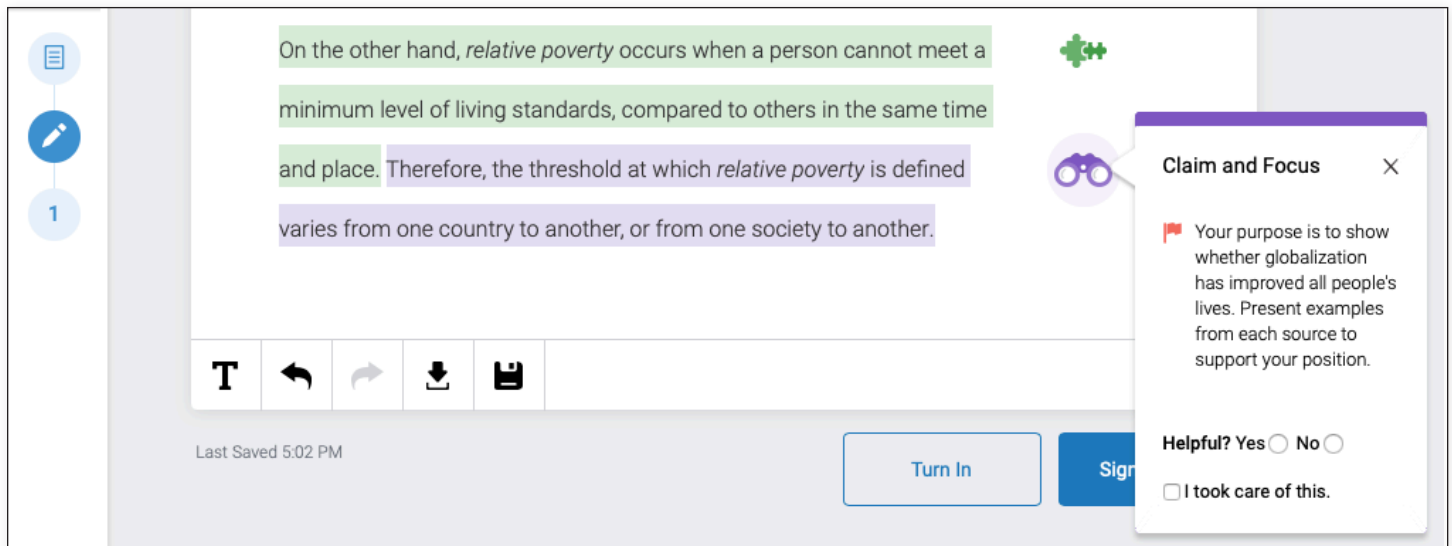 On the other hand, relative poverty occurs when a person cannot meet a
minimum level of living standards, compared to others in the same time
and place. Therefore, the threshold at which relative poverty is defined
varies from one country to another, or from one society to another.
1
T
Last Saved 5:02 PM
Turn In
Sign
Claim and Focus
Your purpose is to show
whether globalization
has improved all people's
lives. Present examples
from each source to
support your position.
Helpful? Yes No
I took care of this.